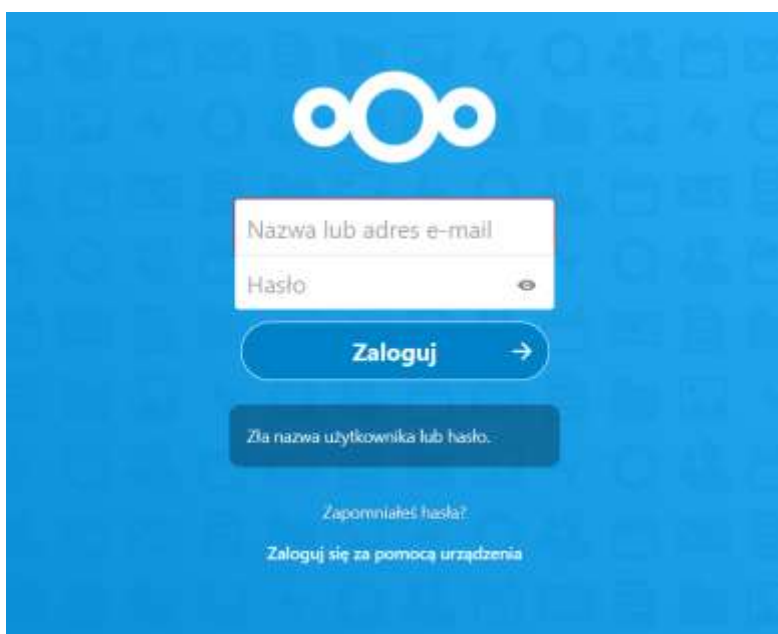 Nazwa lub adres e-mail
Hasło
Zaloguj
Zła nazwa użytkownika lub hasło.
Zapomniałeś hasła?
Zaloguj się za pomocą urządzenia